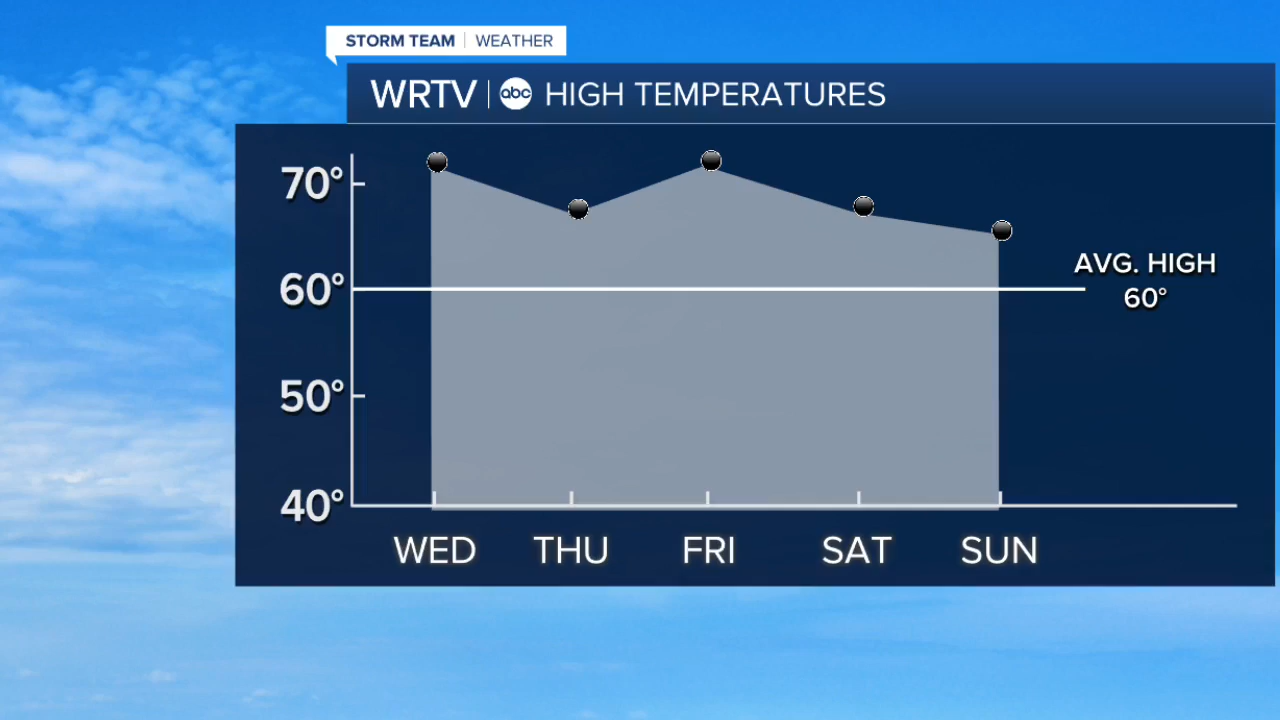 STORM TEAM | WEATHER
WRTV | abc HIGH TEMPERATURES
70°
60°
50°
40°
AVG. HIGH
60°
WED THU FRI SAT SUN